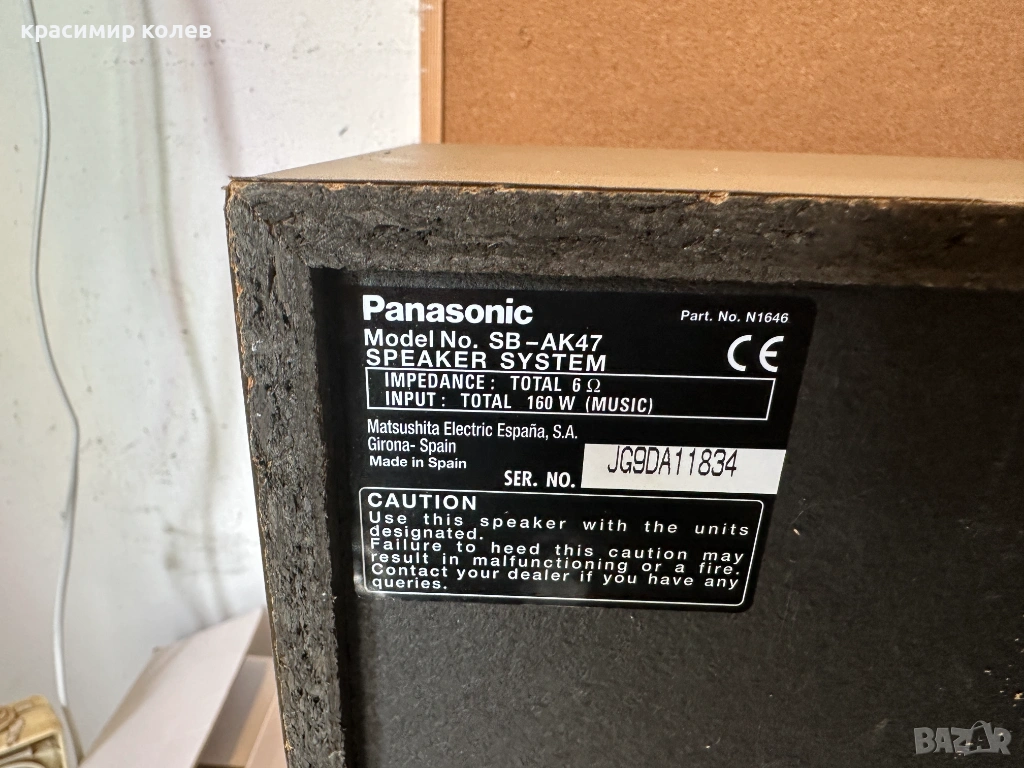 красимир колев
Panasonic
Part. No. N1646
Model No. SB-AK47
SPEAKER SYSTEM
CE
IMPEDANCE: TOTAL 6 Ω
INPUT: TOTAL 160 W (MUSIC)
Matsushita Electric España, S.A.
Girona- Spain
Made in Spain
SER. NO. JG9DA11834
CAUTION
Use this speaker with the units
designated.
Failure to heed this caution may
result in malfunctioning or a fire.
Contact your dealer if you have any
queries.
BAZAR